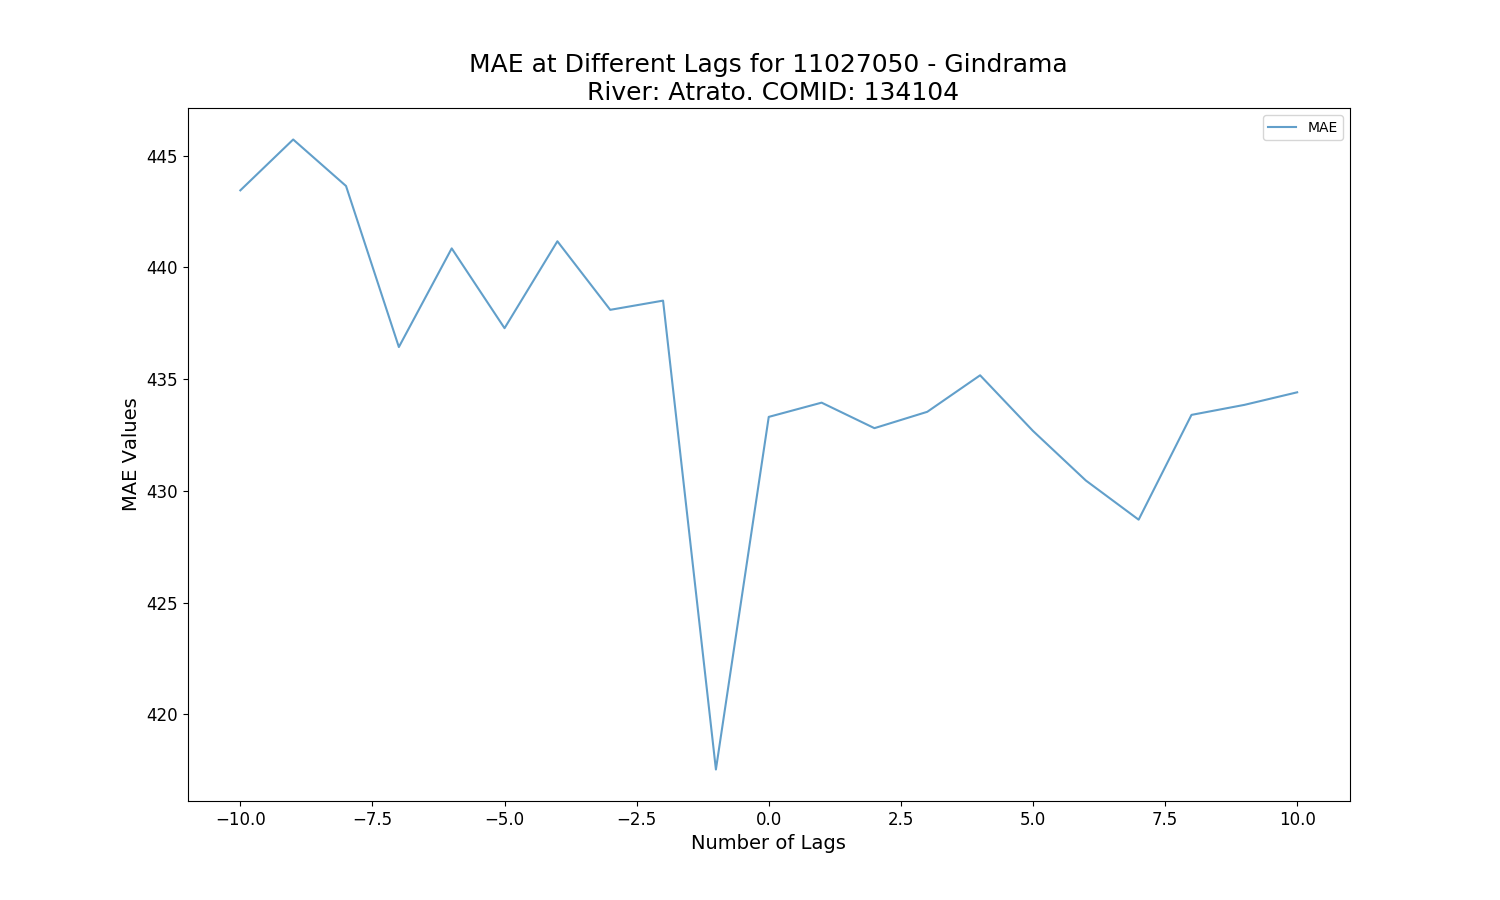 MAE at Different Lags for 11027050 - Gindrama
River: Atrato. COMID: 134104
MAE
445
440
435
430
425
420
MAE Values
−10.0 −7.5 −5.0 −2.5 0.0 2.5 5.0 7.5 10.0
Number of Lags